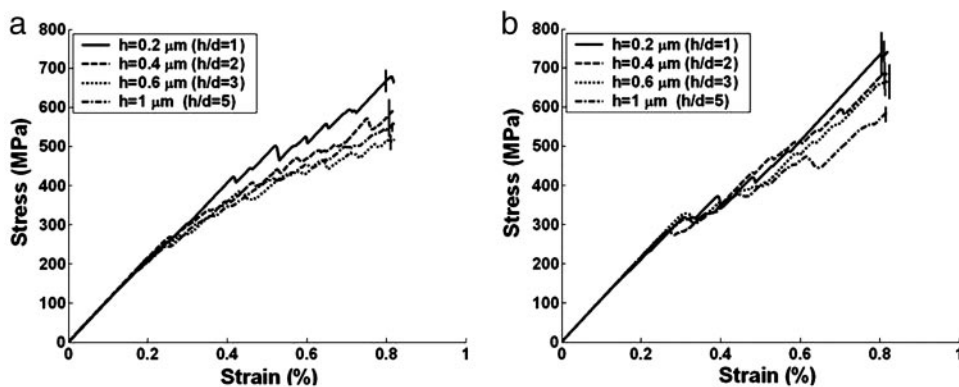 a
800
700
600
500
400
300
200
100
0
Stress (MPa)
h=0.2 μm (h/d=1)
h=0.4 μm (h/d=2)
h=0.6 μm (h/d=3)
h=1 μm (h/d=5)
0 0.2 0.4 0.6 0.8 1
Strain (%)
b
800
700
600
500
400
300
200
100
0
Stress (MPa)
h=0.2 μm (h/d=1)
h=0.4 μm (h/d=2)
h=0.6 μm (h/d=3)
h=1 μm (h/d=5)
0 0.2 0.4 0.6 0.8 1
Strain (%)